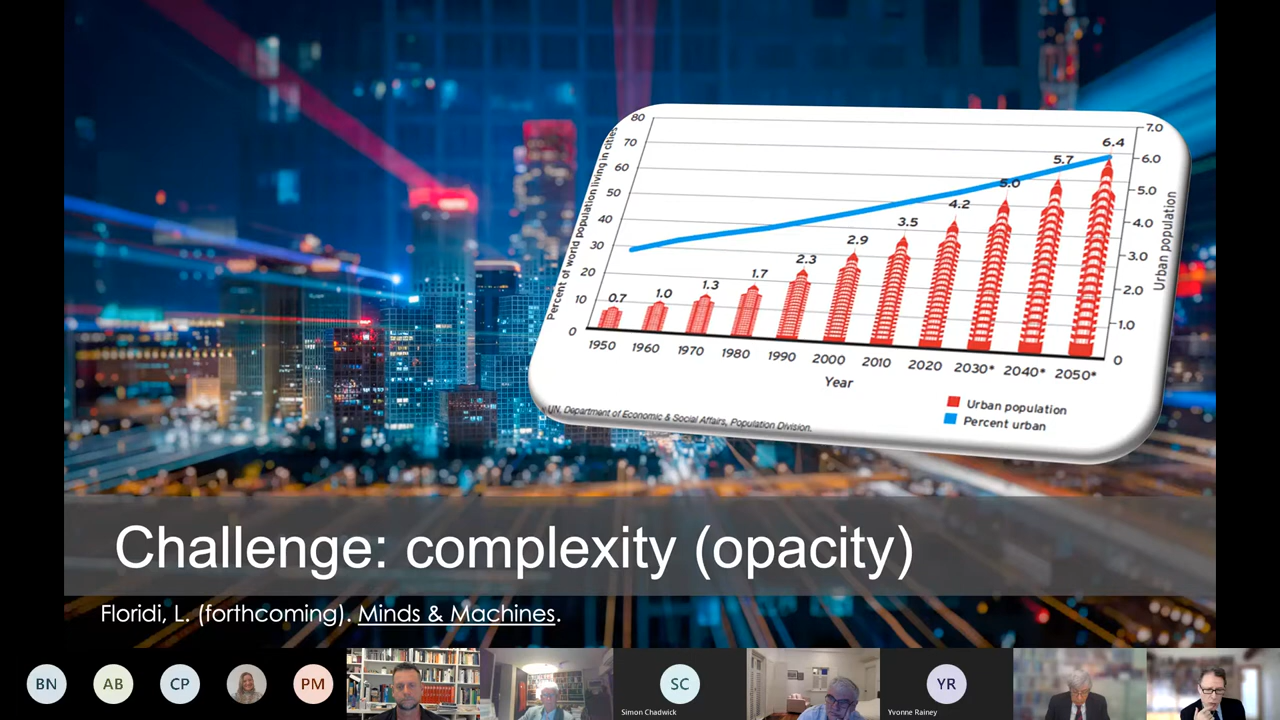 80
70
60
50
40
30
20
10
0
Percent of world population living in cities
0.7
1.0
1.3
1.7
2.3
2.9
3.5
4.2
5.0
5.7
6.4
7.0
6.0
5.0
4.0
3.0
2.0
1.0
0
Urban population
1950 1960 1970 1980 1990 2000 2010 2020 2030* 2040* 2050*
Year
Urban population
Percent urban
UN, Department of Economic & Social Affairs, Population Division.
Challenge: complexity (opacity)
Floridi, L. (forthcoming). Minds & Machines.
BN
AB
CP
PM
SC
Simon Chadwick
YR
Yvonne Rainey